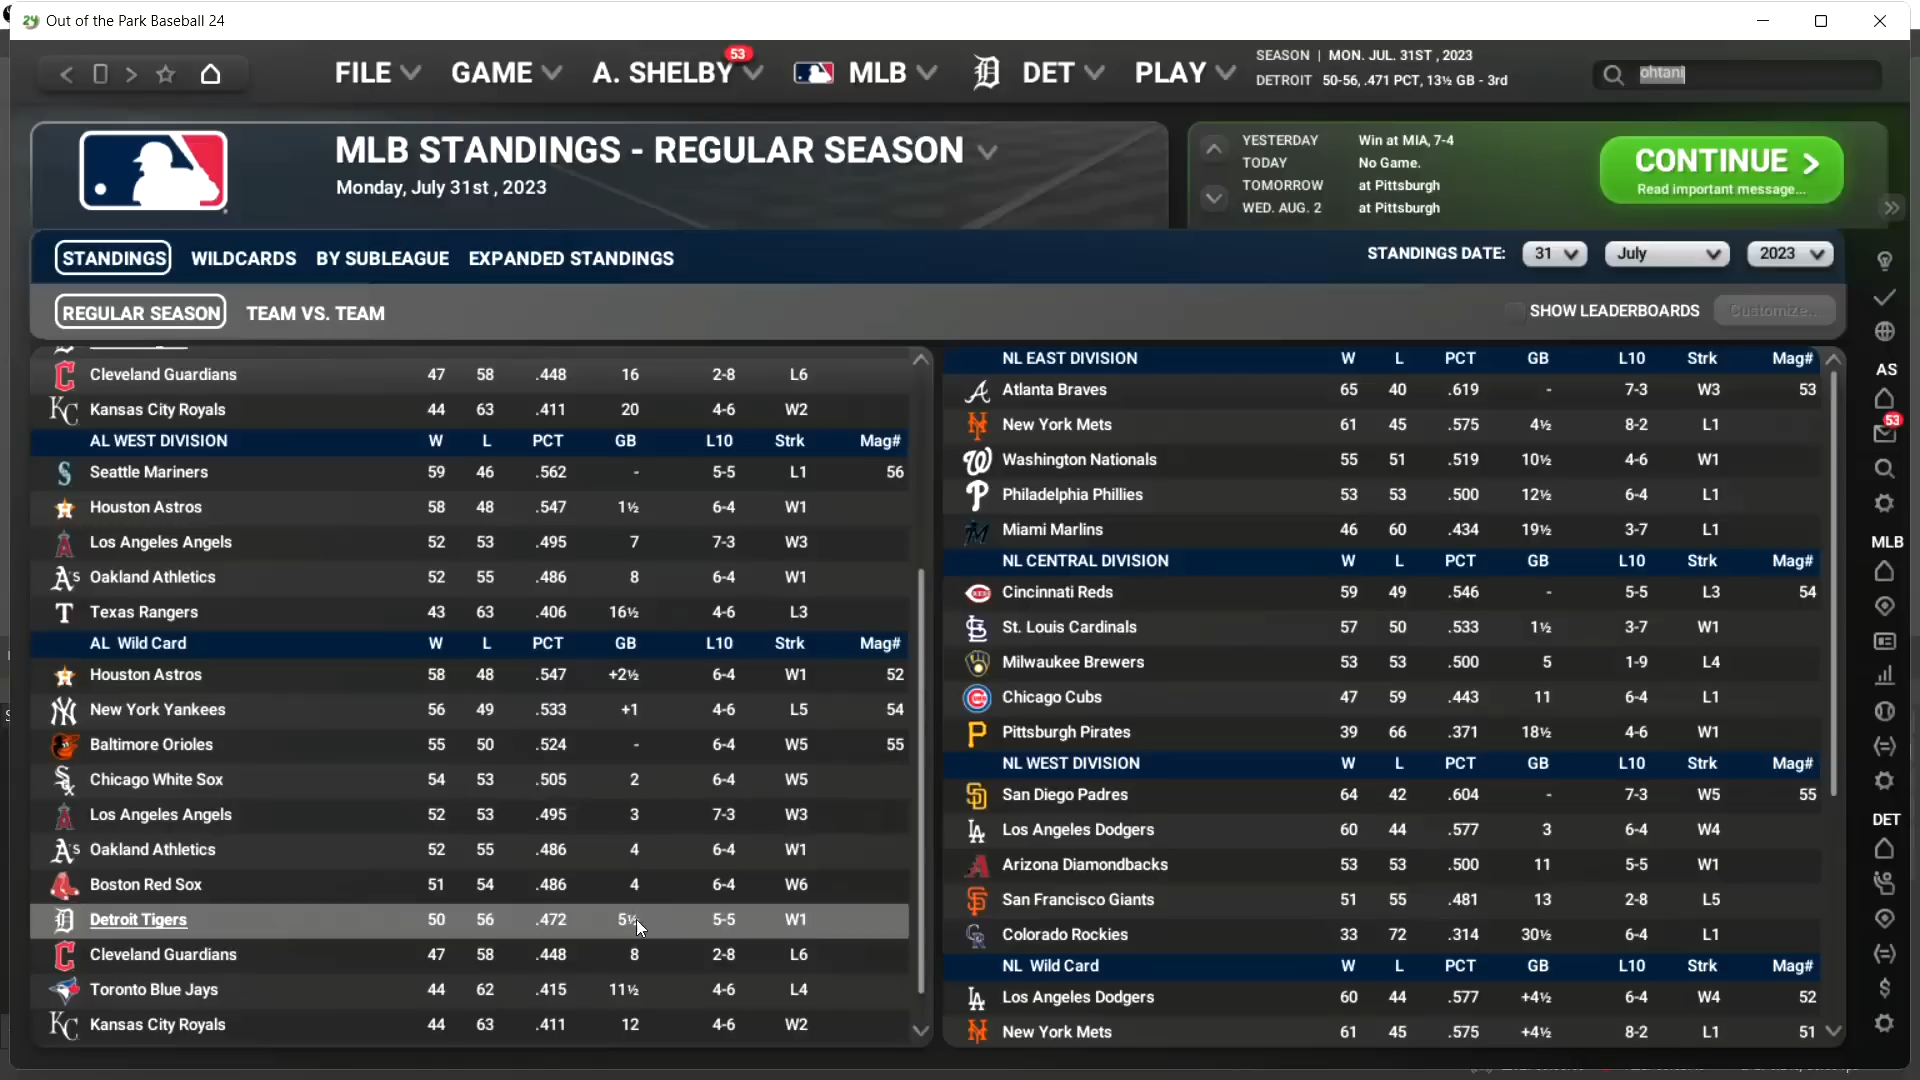 Out of the Park Baseball 24
FILE GAME A. SHELBY 53 MLB DET PLAY
SEASON | MON. JUL. 31ST , 2023
DETROIT 50-56, .471 PCT, 13½ GB - 3rd
ohtani
MLB STANDINGS - REGULAR SEASON
Monday, July 31st , 2023
YESTERDAY Win at MIA, 7-4
TODAY No Game.
TOMORROW at Pittsburgh
WED. AUG. 2 at Pittsburgh
CONTINUE >
Read important message...
STANDINGS WILDCARDS BY SUBLEAGUE EXPANDED STANDINGS
STANDINGS DATE: 31 July 2023
REGULAR SEASON TEAM VS. TEAM
SHOW LEADERBOARDS Customize...
Cleveland Guardians 47 58 .448 16 2-8 L6
Kansas City Royals 44 63 .411 20 4-6 W2
AL WEST DIVISION W L PCT GB L10 Strk Mag#
Seattle Mariners 59 46 .562 - 5-5 L1 56
Houston Astros 58 48 .547 1½ 6-4 W1
Los Angeles Angels 52 53 .495 7 7-3 W3
Oakland Athletics 52 55 .486 8 6-4 W1
Texas Rangers 43 63 .406 16½ 4-6 L3
AL Wild Card W L PCT GB L10 Strk Mag#
Houston Astros 58 48 .547 +2½ 6-4 W1 52
New York Yankees 56 49 .533 +1 4-6 L5 54
Baltimore Orioles 55 50 .524 - 6-4 W5 55
Chicago White Sox 54 53 .505 2 6-4 W5
Los Angeles Angels 52 53 .495 3 7-3 W3
Oakland Athletics 52 55 .486 4 6-4 W1
Boston Red Sox 51 54 .486 4 6-4 W6
Detroit Tigers 50 56 .472 5½ 5-5 W1
Cleveland Guardians 47 58 .448 8 2-8 L6
Toronto Blue Jays 44 62 .415 11½ 4-6 L4
Kansas City Royals 44 63 .411 12 4-6 W2
NL EAST DIVISION W L PCT GB L10 Strk Mag#
Atlanta Braves 65 40 .619 - 7-3 W3 53
New York Mets 61 45 .575 4½ 8-2 L1
Washington Nationals 55 51 .519 10½ 4-6 W1
Philadelphia Phillies 53 53 .500 12½ 6-4 L1
Miami Marlins 46 60 .434 19½ 3-7 L1
NL CENTRAL DIVISION W L PCT GB L10 Strk Mag#
Cincinnati Reds 59 49 .546 - 5-5 L3 54
St. Louis Cardinals 57 50 .533 1½ 3-7 W1
Milwaukee Brewers 53 53 .500 5 1-9 L4
Chicago Cubs 47 59 .443 11 6-4 L1
Pittsburgh Pirates 39 66 .371 18½ 4-6 W1
NL WEST DIVISION W L PCT GB L10 Strk Mag#
San Diego Padres 64 42 .604 - 7-3 W5 55
Los Angeles Dodgers 60 44 .577 3 6-4 W4
Arizona Diamondbacks 53 53 .500 11 5-5 W1
San Francisco Giants 51 55 .481 13 2-8 L5
Colorado Rockies 33 72 .314 30½ 6-4 L1
NL Wild Card W L PCT GB L10 Strk Mag#
Los Angeles Dodgers 60 44 .577 +4½ 6-4 W4 52
New York Mets 61 45 .575 +4½ 8-2 L1 51
AS
53
MLB
DET